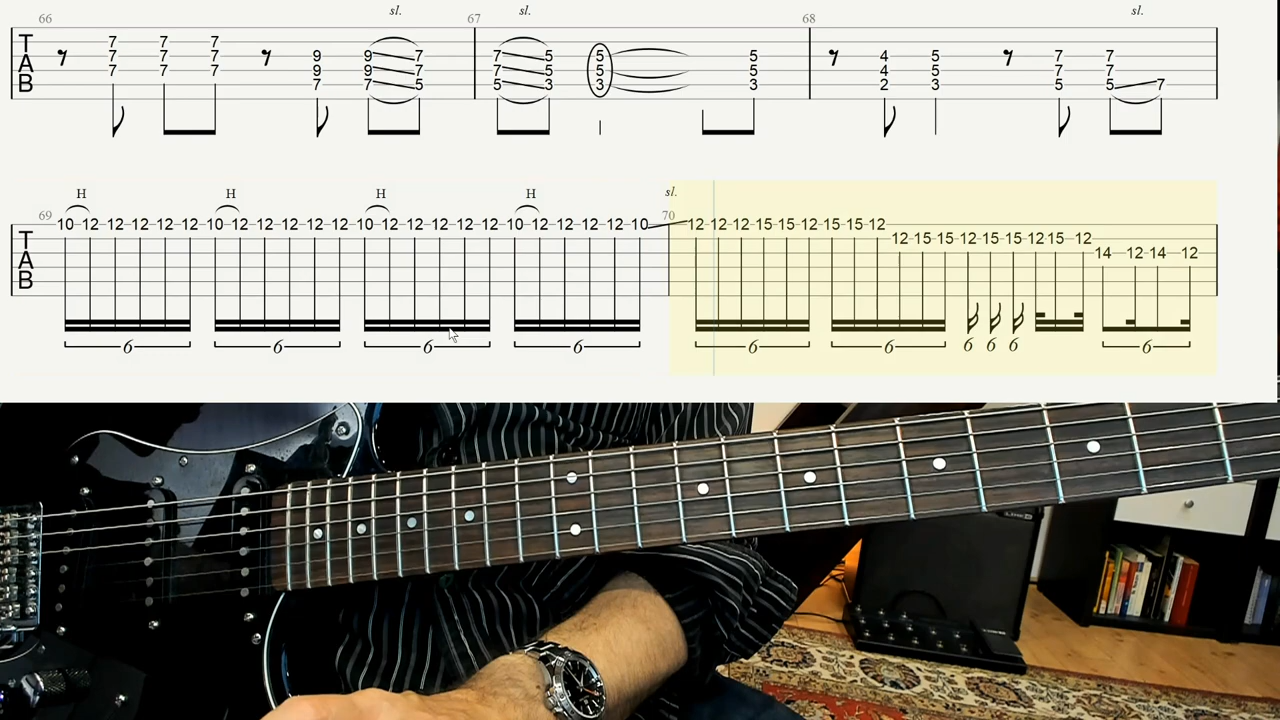 66 sl. 67 sl. 68 sl.
T 7 7 7 9 9 7 7 5 5 5 4 5 7 7
A 7 7 7 9 9 7 7 5 5 5 4 5 7 7
B 7 7 7 7 7 5 5 3 3 3 2 3 5 5 7
H H H H sl.
69 70
10 12 12 12 12 12 10 12 12 12 12 12 10 12 12 12 12 12 10 12 12 12 12 10 12 12 12 15 15 12 15 15 12
T 12 15 15 12 15 15 12 15 12
A 14 12 14 12
B
6 6 6 6 6 6 6 6 6 6